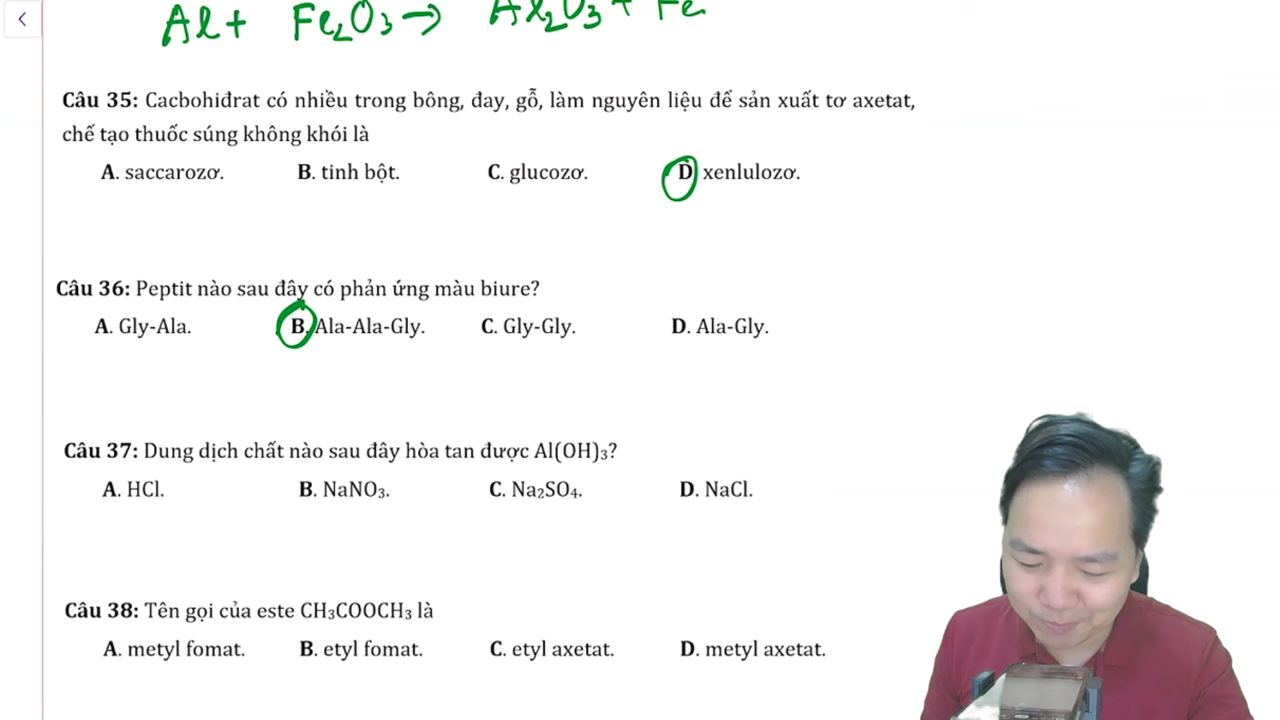 Al + Fe₂O₃ → Al₂O₃ + Fe
Câu 35: Cacbohiđrat có nhiều trong bông, đay, gỗ, làm nguyên liệu để sản xuất tơ axetat,
chế tạo thuốc súng không khói là
A. saccarozơ. B. tinh bột. C. glucozơ. D xenlulozơ.
Câu 36: Peptit nào sau đây có phản ứng màu biure?
A. Gly-Ala. B. Ala-Ala-Gly. C. Gly-Gly. D. Ala-Gly.
Câu 37: Dung dịch chất nào sau đây hòa tan được Al(OH)₃?
A. HCl. B. NaNO₃. C. Na₂SO₄. D. NaCl.
Câu 38: Tên gọi của este CH₃COOCH₃ là
A. metyl fomat. B. etyl fomat. C. etyl axetat. D. metyl axetat.